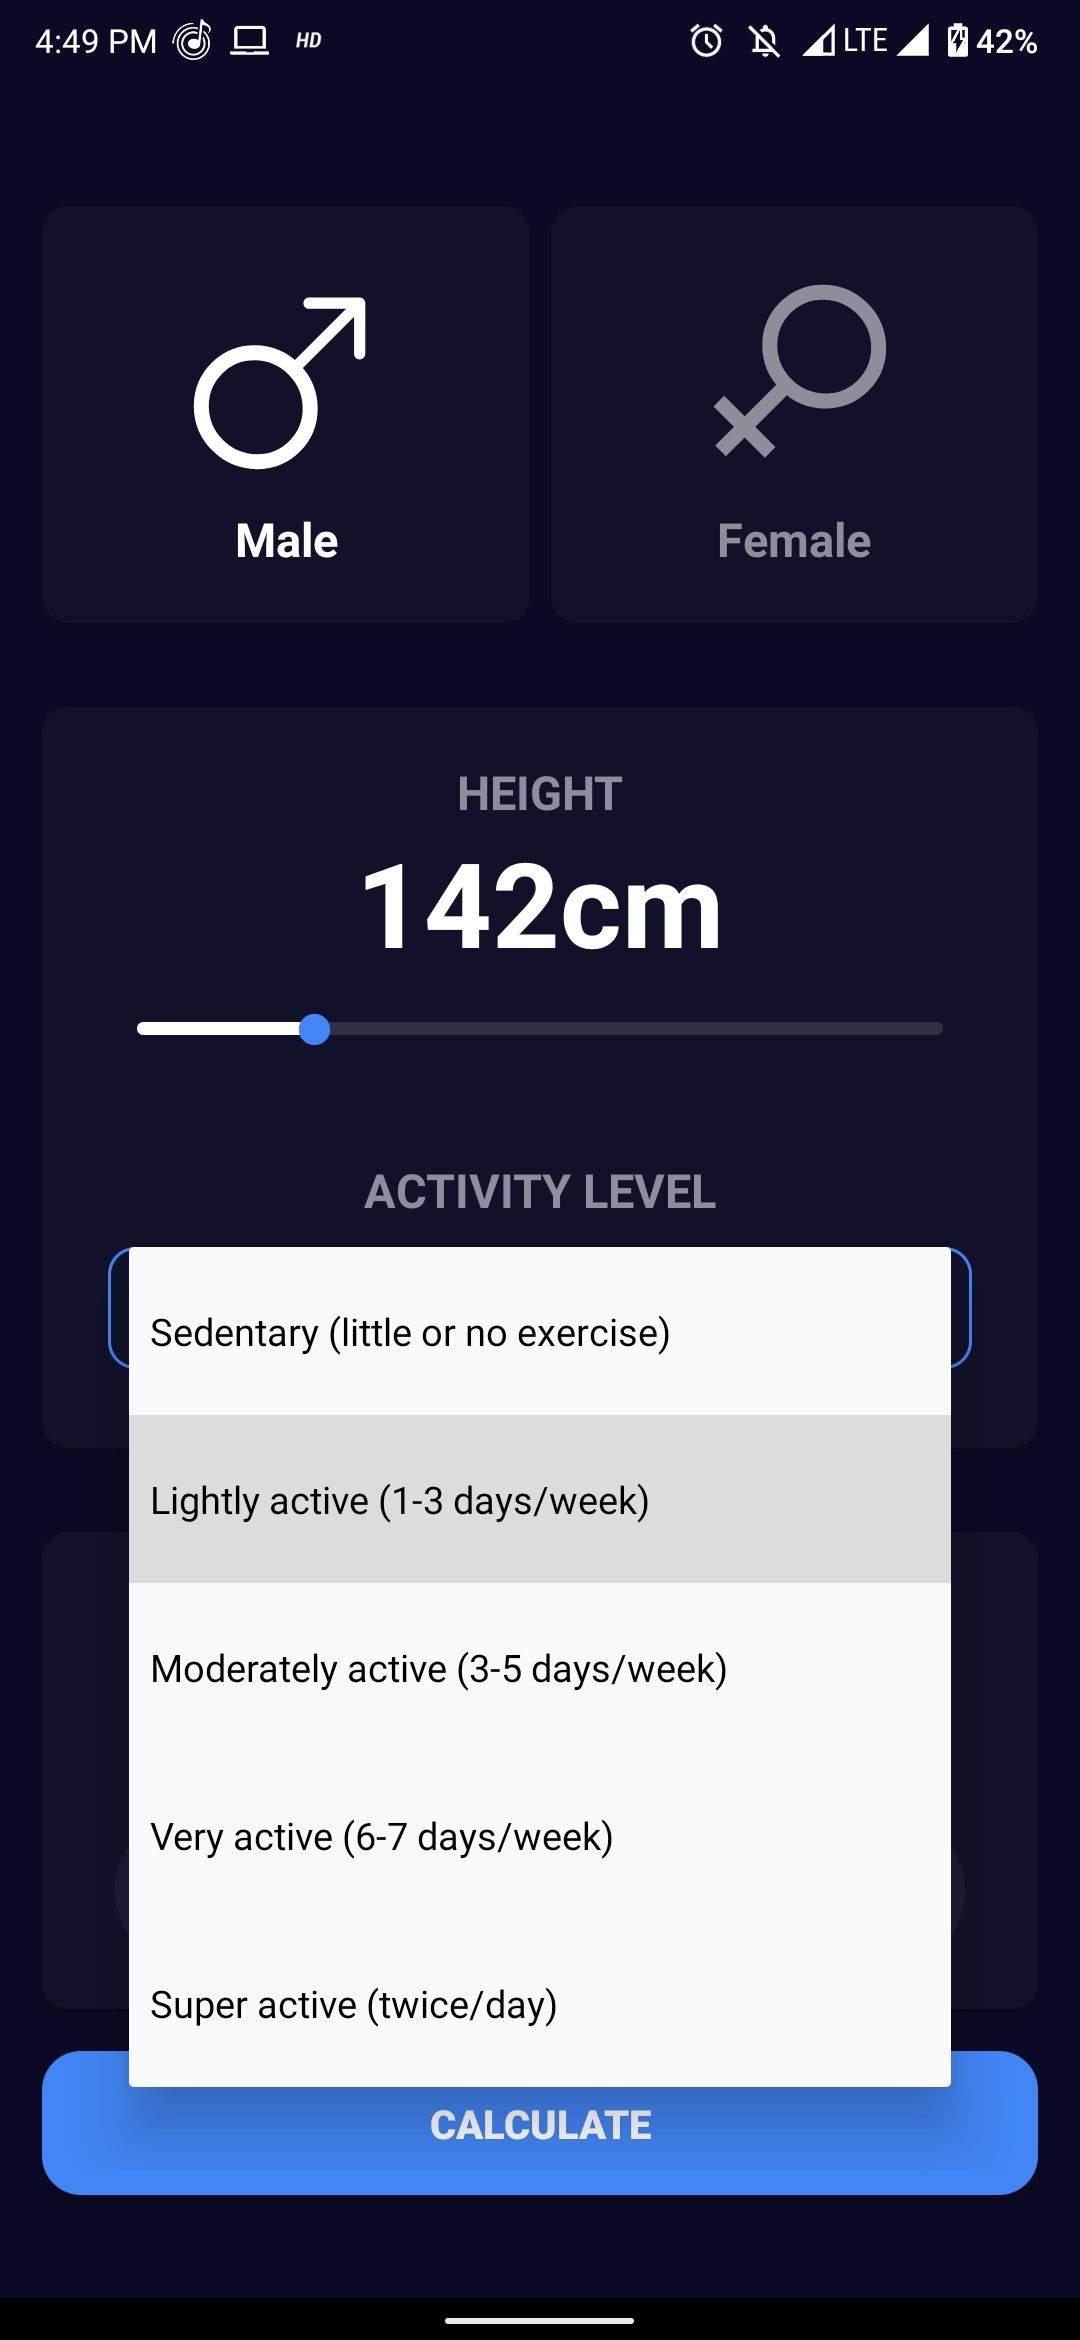 4:49 PM HD LTE 42%
Male
Female
HEIGHT
142cm
ACTIVITY LEVEL
Sedentary (little or no exercise)
Lightly active (1-3 days/week)
Moderately active (3-5 days/week)
Very active (6-7 days/week)
Super active (twice/day)
CALCULATE